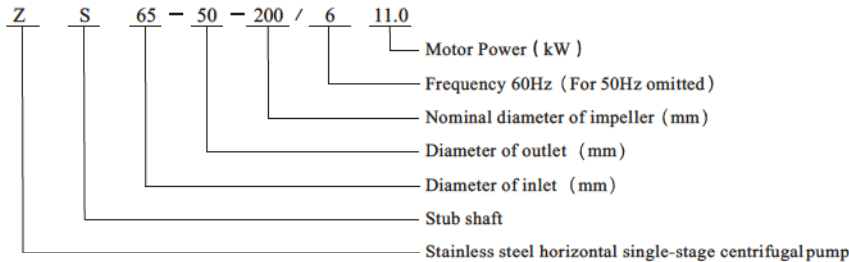 Z S 65 - 50 - 200 / 6 11.0
Motor Power ( kW )
Frequency 60Hz ( For 50Hz omitted )
Nominal diameter of impeller ( mm )
Diameter of outlet ( mm )
Diameter of inlet ( mm )
Stub shaft
Stainless steel horizontal single-stage centrifugal pump